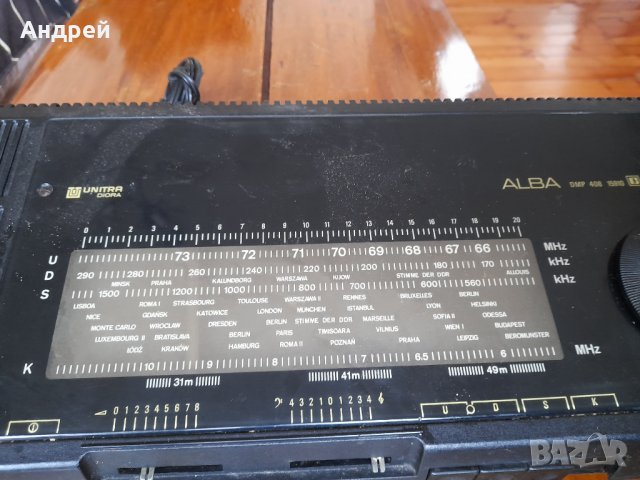 Андрей
UNITRA
DIORA
ALBA DMP 406
0 1 2 3 4 5 6 7 8 9 10 11 12 13 14 15 16 17 18 19 20
U 73 72 71 70 69 68 67 66 MHz
D 290 280 260 240 220 200 180 170 kHz
MINSK PRAHA KALUNDBORG WARSZAWA KIJOW STIMME DER DDR ALLOUIS
S 1500 1200 1000 800 700 600 560 kHz
LISBOA ROMA I STRASBOURG TOULOUSE WARSZAWA II RENNES BRUXELLES BERLIN
NICE GDAŃSK KATOWICE LONDON MUNCHEN ISTANBUL LYON HELSINKI
MONTE CARLO WROCLAW DRESDEN BERLIN STIMME DER DDR MARSEILLE SOFIA II ODESSA
LUXEMBOURG II BRATISLAVA BERLIN PARIS TIMISOARA VILNIUS WIEN I BUDAPEST
ŁÓDŹ KRAKÓW HAMBURG ROMA II POZNAŃ PRAHA LEIPZIG BEROMUNSTER
K 10 9 8 7 6.5 6 MHz
31m 41m 49m
0 1 2 3 4 5 6 7 8 4 3 2 1 0 1 2 3 4
U D S K
BAZAR